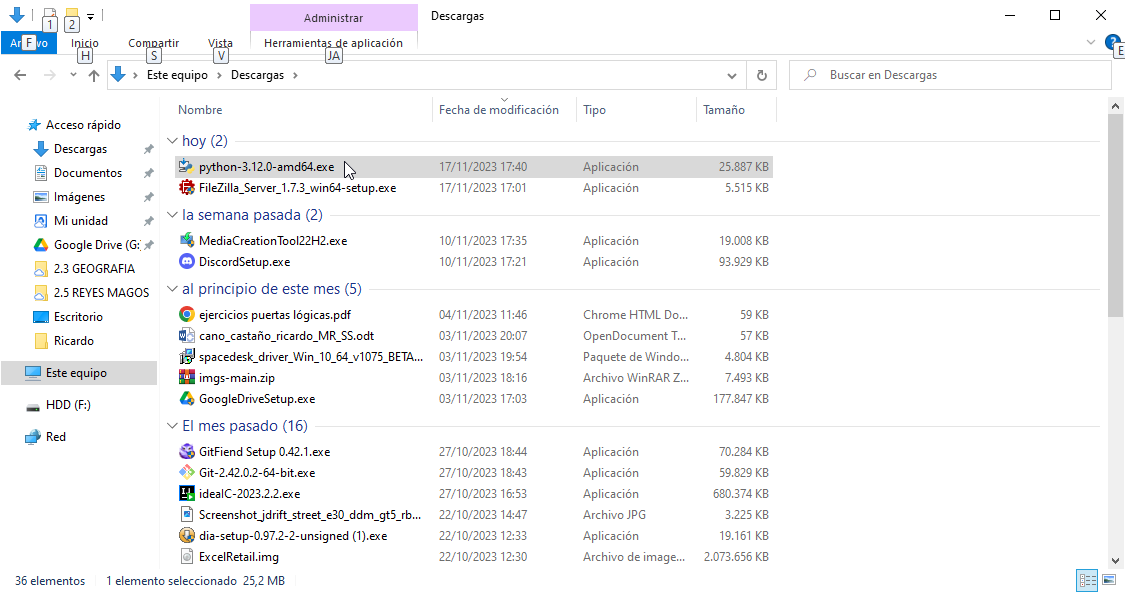 1 2 Administrar Descargas
Archivo Inicio Compartir Vista Herramientas de aplicación ?
F H S V JA E
Este equipo > Descargas > Buscar en Descargas
Nombre Fecha de modificación Tipo Tamaño
Acceso rápido
Descargas
Documentos
Imágenes
Mi unidad
Google Drive (G:
2.3 GEOGRAFIA
2.5 REYES MAGOS
Escritorio
Ricardo
Este equipo
HDD (F:)
Red
hoy (2)
python-3.12.0-amd64.exe 17/11/2023 17:40 Aplicación 25.887 KB
FileZilla_Server_1.7.3_win64-setup.exe 17/11/2023 17:01 Aplicación 5.515 KB
la semana pasada (2)
MediaCreationTool22H2.exe 10/11/2023 17:35 Aplicación 19.008 KB
DiscordSetup.exe 10/11/2023 17:21 Aplicación 93.929 KB
al principio de este mes (5)
ejercicios puertas lógicas.pdf 04/11/2023 11:46 Chrome HTML Do... 59 KB
cano_castaño_ricardo_MR_SS.odt 03/11/2023 20:07 OpenDocument T... 57 KB
spacedesk_driver_Win_10_64_v1075_BETA... 03/11/2023 19:54 Paquete de Windo... 4.804 KB
imgs-main.zip 03/11/2023 18:16 Archivo WinRAR Z... 7.493 KB
GoogleDriveSetup.exe 03/11/2023 17:03 Aplicación 177.847 KB
El mes pasado (16)
GitFiend Setup 0.42.1.exe 27/10/2023 18:44 Aplicación 70.284 KB
Git-2.42.0.2-64-bit.exe 27/10/2023 18:43 Aplicación 59.829 KB
ideaIC-2023.2.2.exe 27/10/2023 16:53 Aplicación 680.374 KB
Screenshot_jdrift_street_e30_ddm_gt5_rb... 22/10/2023 14:47 Archivo JPG 3.225 KB
dia-setup-0.97.2-2-unsigned (1).exe 22/10/2023 12:33 Aplicación 19.161 KB
ExcelRetail.img 22/10/2023 12:30 Archivo de image... 2.073.656 KB
36 elementos 1 elemento seleccionado 25,2 MB